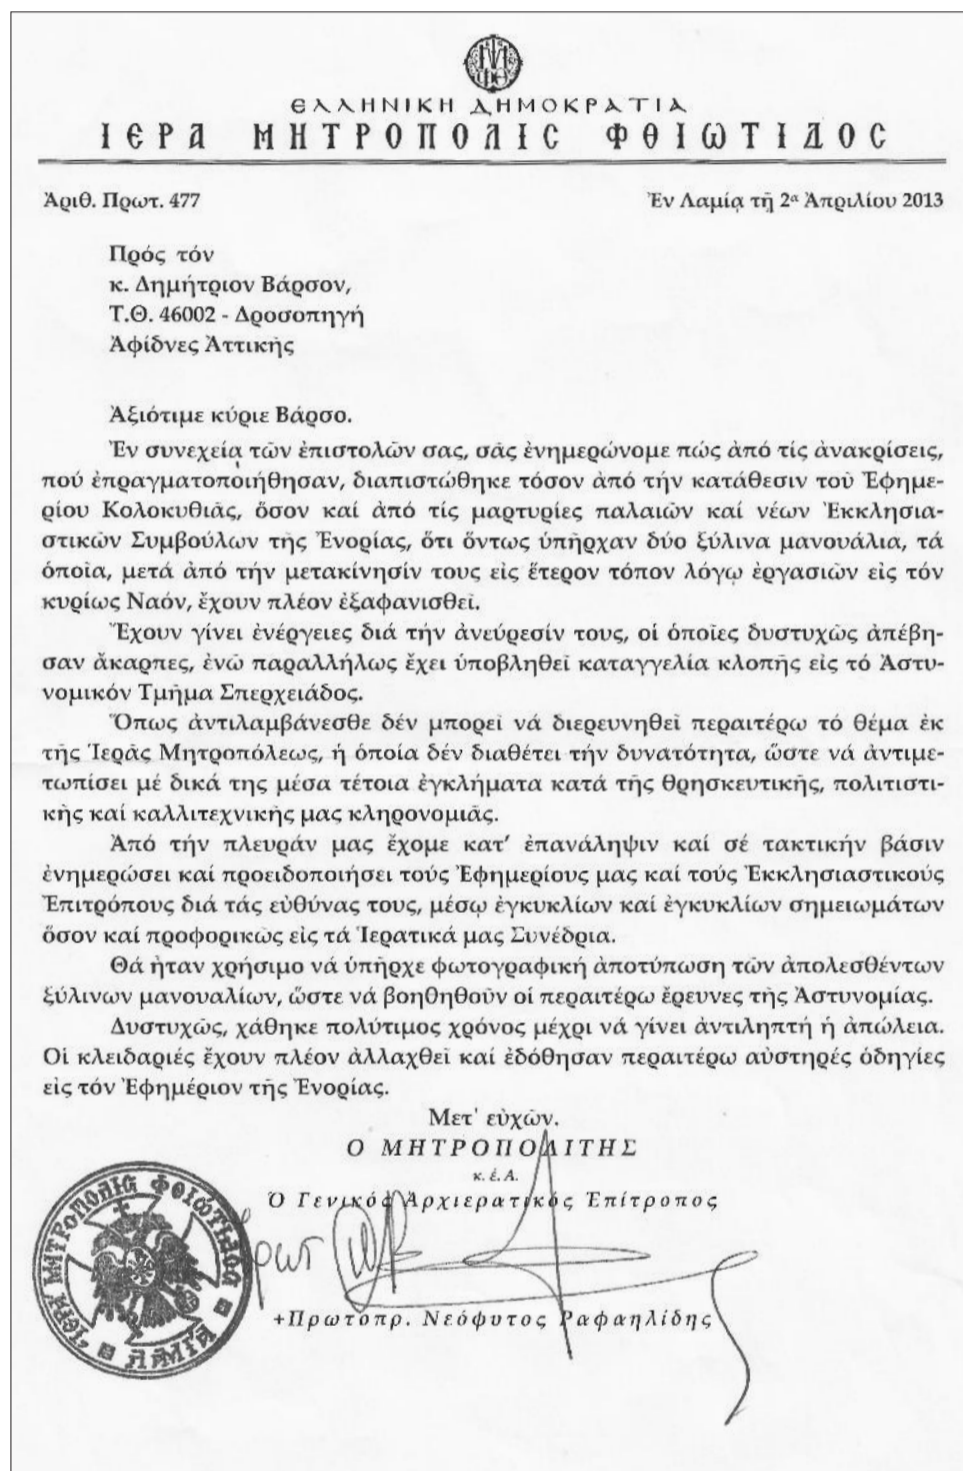 ΕΛΛΗΝΙΚΗ ΔΗΜΟΚΡΑΤΙΑ
ΙΕΡΑ ΜΗΤΡΟΠΟΛΙC ΦΘΙΩΤΙΔΟC
Ἀριθ. Πρωτ. 477
Ἐν Λαμίᾳ τῇ 2α Ἀπριλίου 2013
Πρός τόν
κ. Δημήτριον Βάρσον,
Τ.Θ. 46002 - Δροσοπηγή
Ἀφίδνες Ἀττικῆς
Ἀξιότιμε κύριε Βάρσο.
Ἐν συνεχείᾳ τῶν ἐπιστολῶν σας, σᾶς ἐνημερώνομε πώς ἀπό τίς ἀνακρίσεις,
πού ἐπραγματοποιήθησαν, διαπιστώθηκε τόσον ἀπό τήν κατάθεσιν τοῦ Ἐφημε-
ρίου Κολοκυθιᾶς, ὅσον καί ἀπό τίς μαρτυρίες παλαιῶν καί νέων Ἐκκλησια-
στικῶν Συμβούλων τῆς Ἐνορίας, ὅτι ὄντως ὑπῆρχαν δύο ξύλινα μανουάλια, τά
ὁποῖα, μετά ἀπό τήν μετακίνησίν τους εἰς ἕτερον τόπον λόγῳ ἐργασιῶν εἰς τόν
κυρίως Ναόν, ἔχουν πλέον ἐξαφανισθεῖ.
Ἔχουν γίνει ἐνέργειες διά τήν ἀνεύρεσίν τους, οἱ ὁποῖες δυστυχῶς ἀπέβη-
σαν ἄκαρπες, ἐνῶ παραλλήλως ἔχει ὑποβληθεῖ καταγγελία κλοπῆς εἰς τό Ἀστυ-
νομικόν Τμῆμα Σπερχειάδος.
Ὅπως ἀντιλαμβάνεσθε δέν μπορεῖ νά διερευνηθεῖ περαιτέρω τό θέμα ἐκ
τῆς Ἱερᾶς Μητροπόλεως, ἡ ὁποία δέν διαθέτει τήν δυνατότητα, ὥστε νά ἀντιμε-
τωπίσει μέ δικά της μέσα τέτοια ἐγκλήματα κατά τῆς θρησκευτικῆς, πολιτιστι-
κῆς καί καλλιτεχνικῆς μας κληρονομιᾶς.
Ἀπό τήν πλευράν μας ἔχομε κατ' ἐπανάληψιν καί σέ τακτικήν βάσιν
ἐνημερώσει καί προειδοποιήσει τούς Ἐφημερίους μας καί τούς Ἐκκλησιαστικούς
Ἐπιτρόπους διά τάς εὐθύνας τους, μέσῳ ἐγκυκλίων καί ἐγκυκλίων σημειωμάτων
ὅσον καί προφορικῶς εἰς τά Ἱερατικά μας Συνέδρια.
Θά ἦταν χρήσιμο νά ὑπῆρχε φωτογραφική ἀποτύπωση τῶν ἀπολεσθέντων
ξύλινων μανουαλίων, ὥστε νά βοηθηθοῦν οἱ περαιτέρω ἔρευνες τῆς Ἀστυνομίας.
Δυστυχῶς, χάθηκε πολύτιμος χρόνος μέχρι νά γίνει ἀντιληπτή ἡ ἀπώλεια.
Οἱ κλειδαριές ἔχουν πλέον ἀλλαχθεῖ καί ἐδόθησαν περαιτέρω αὐστηρές ὁδηγίες
εἰς τόν Ἐφημέριον τῆς Ἐνορίας.
Μετ' εὐχῶν.
Ο ΜΗΤΡΟΠΟΛΙΤΗΣ
κ.ἐ.Α.
Ὁ Γενικός Ἀρχιερατικός Ἐπίτροπος
+Πρωτοπρ. Νεόφυτος Ραφαηλίδης
ΙΕΡΑ ΜΗΤΡΟΠΟΛΙC ΦΘΙΩΤΙΔΟC
ΛΑΜΙΑ